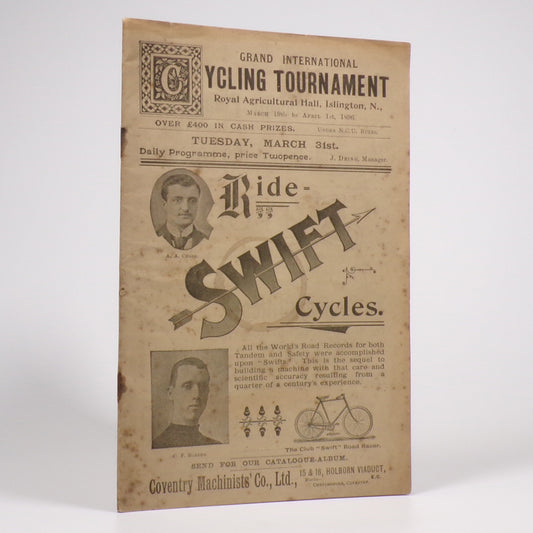 GRAND INTERNATIONAL
CYCLING TOURNAMENT
Royal Agricultural Hall, Islington, N.,
March 19th to April 1st, 1896.
OVER £400 IN CASH PRIZES. Under N.C.U. Rules.
TUESDAY, MARCH 31st.
Daily Programme, price Twopence. J. Dring, Manager.
Ride-
SWIFT
Cycles.
A. A. Chase.
All the World's Road Records for both
Tandem and Safety were accomplished
upon "Swifts." This is the sequel to
building a machine with that care and
scientific accuracy resulting from a
quarter of a century's experience.
The Club "Swift" Road Racer.
SEND FOR OUR CATALOGUE-ALBUM.
Coventry Machinists' Co., Ltd., 15 & 16, HOLBORN VIADUCT,
E.C.
Cheylesmore, Coventry.